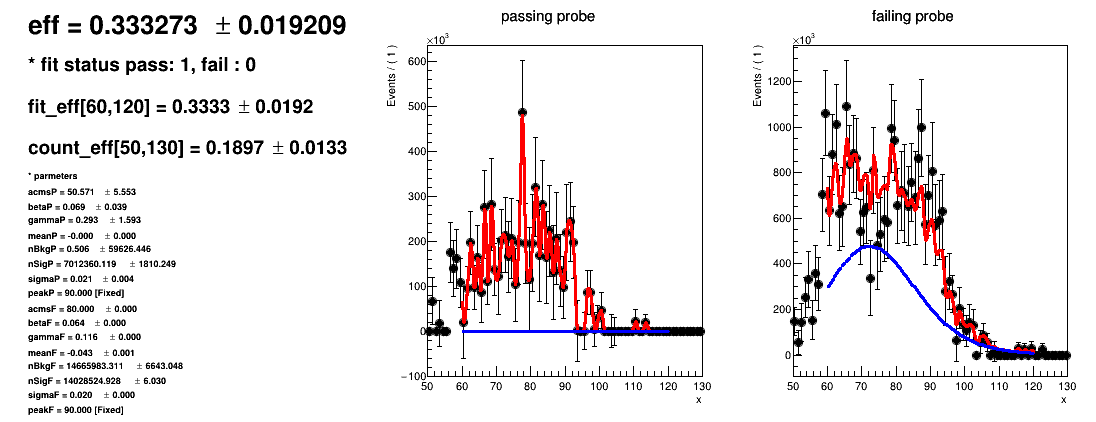 eff = 0.333273 ± 0.019209
* fit status pass: 1, fail : 0
fit_eff[60,120] = 0.3333 ± 0.0192
count_eff[50,130] = 0.1897 ± 0.0133
* parmeters
acmsP = 50.571 ± 5.553
betaP = 0.069 ± 0.039
gammaP = 0.293 ± 1.593
meanP = -0.000 ± 0.000
nBkgP = 0.506 ± 59626.446
nSigP = 7012360.119 ± 1810.249
sigmaP = 0.021 ± 0.004
peakP = 90.000 [Fixed]
acmsF = 80.000 ± 0.000
betaF = 0.064 ± 0.000
gammaF = 0.116 ± 0.000
meanF = -0.043 ± 0.001
nBkgF = 14665983.311 ± 6643.048
nSigF = 14028524.928 ± 6.030
sigmaF = 0.020 ± 0.000
peakF = 90.000 [Fixed]
passing probe
×10³
Events / ( 1 )
600
500
400
300
200
100
0
−100
50 60 70 80 90 100 110 120 130
x
failing probe
×10³
Events / ( 1 )
1200
1000
800
600
400
200
0
50 60 70 80 90 100 110 120 130
x